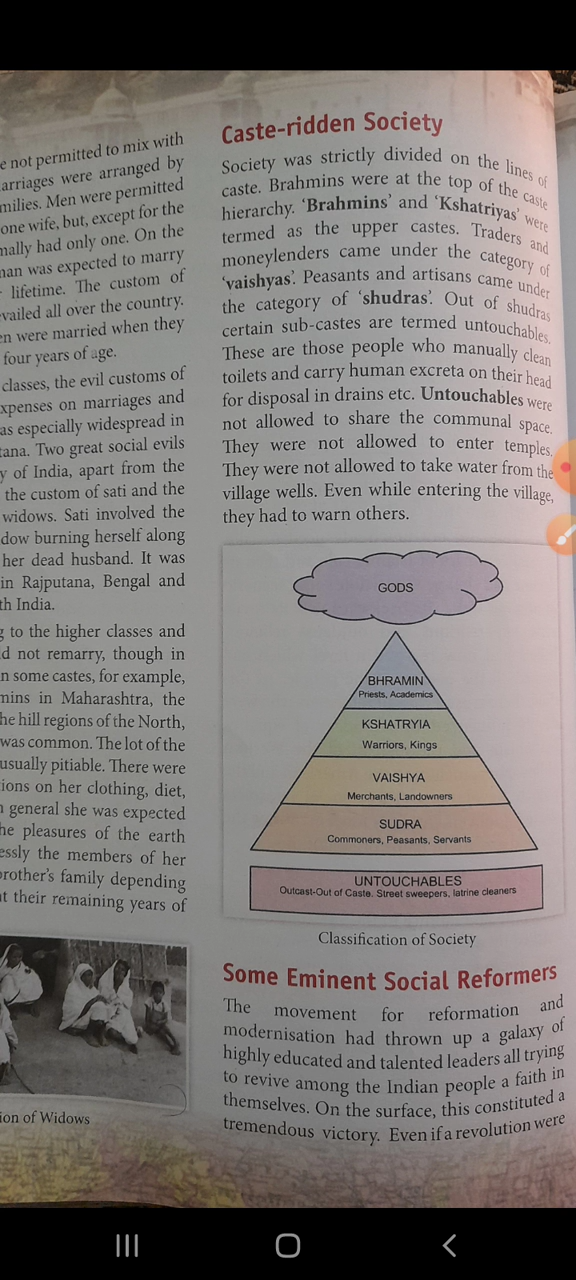 e not permitted to mix with
arriages were arranged by
milies. Men were permitted
one wife, but, except for the
mally had only one. On the
man was expected to marry
lifetime. The custom of
vailed all over the country.
en were married when they
four years of age.
classes, the evil customs of
xpenses on marriages and
as especially widespread in
tana. Two great social evils
y of India, apart from the
the custom of sati and the
widows. Sati involved the
dow burning herself along
her dead husband. It was
in Rajputana, Bengal and
th India.
g to the higher classes and
d not remarry, though in
n some castes, for example,
mins in Maharashtra, the
he hill regions of the North,
was common. The lot of the
usually pitiable. There were
ions on her clothing, diet,
n general she was expected
he pleasures of the earth
essly the members of her
brother's family depending
at their remaining years of
ion of Widows
Caste-ridden Society
Society was strictly divided on the lines of
caste. Brahmins were at the top of the caste
hierarchy. 'Brahmins' and 'Kshatriyas' were
termed as the upper castes. Traders and
moneylenders came under the category of
'vaishyas'. Peasants and artisans came under
the category of 'shudras'. Out of shudras
certain sub-castes are termed untouchables.
These are those people who manually clean
toilets and carry human excreta on their head
for disposal in drains etc. Untouchables were
not allowed to share the communal space.
They were not allowed to enter temples.
They were not allowed to take water from the
village wells. Even while entering the village,
they had to warn others.
GODS
BHRAMIN
Priests, Academics
KSHATRYIA
Warriors, Kings
VAISHYA
Merchants, Landowners
SUDRA
Commoners, Peasants, Servants
UNTOUCHABLES
Outcast-Out of Caste. Street sweepers, latrine cleaners
Classification of Society
Some Eminent Social Reformers
The movement for reformation and
modernisation had thrown up a galaxy of
highly educated and talented leaders all trying
to revive among the Indian people a faith in
themselves. On the surface, this constituted a
tremendous victory. Even if a revolution were